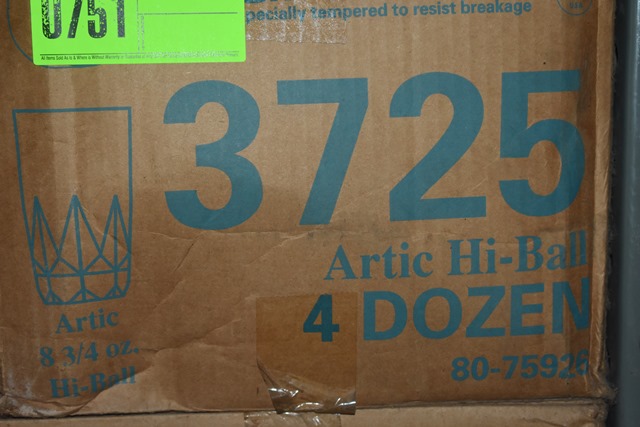 0751
specially tempered to resist breakage
3725
Artic Hi-Ball
4 DOZEN
80-75926
Artic
8 3/4 oz.
Hi-Ball